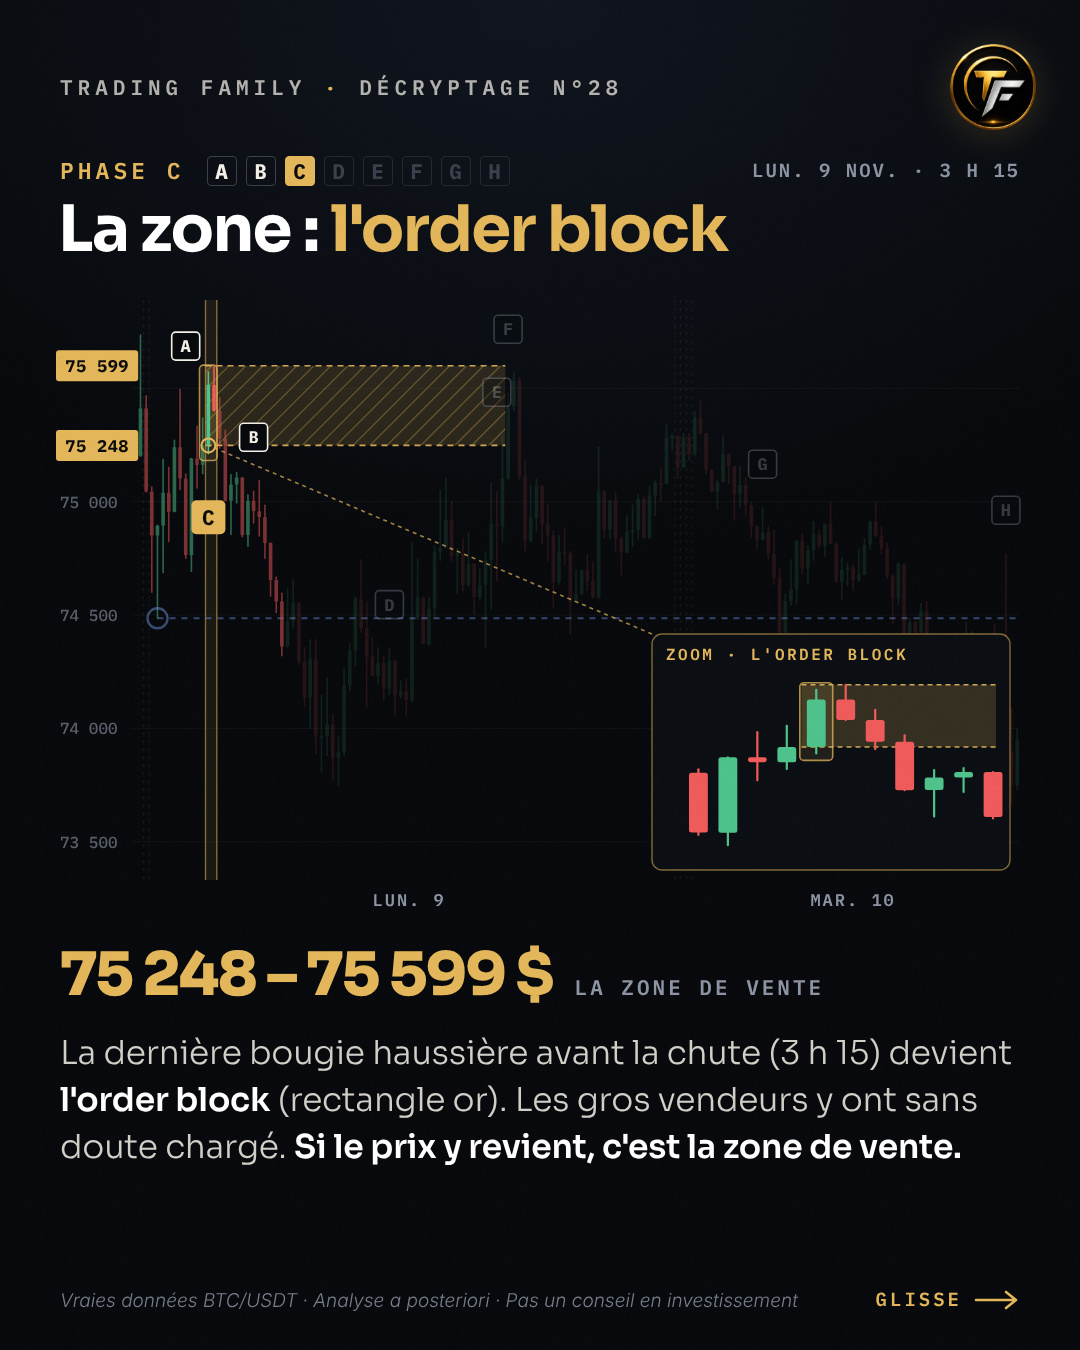 TRADING FAMILY · DÉCRYPTAGE N°28
TF
PHASE C A B C D E F G H
LUN. 9 NOV. · 3 H 15
La zone : l'order block
F
A
75 599
E
B
75 248
G
75 000
C
H
D
74 500
ZOOM · L'ORDER BLOCK
74 000
73 500
LUN. 9
MAR. 10
75 248 – 75 599 $ LA ZONE DE VENTE
La dernière bougie haussière avant la chute (3 h 15) devient
l'order block (rectangle or). Les gros vendeurs y ont sans
doute chargé. Si le prix y revient, c'est la zone de vente.
Vraies données BTC/USDT · Analyse a posteriori · Pas un conseil en investissement
GLISSE →